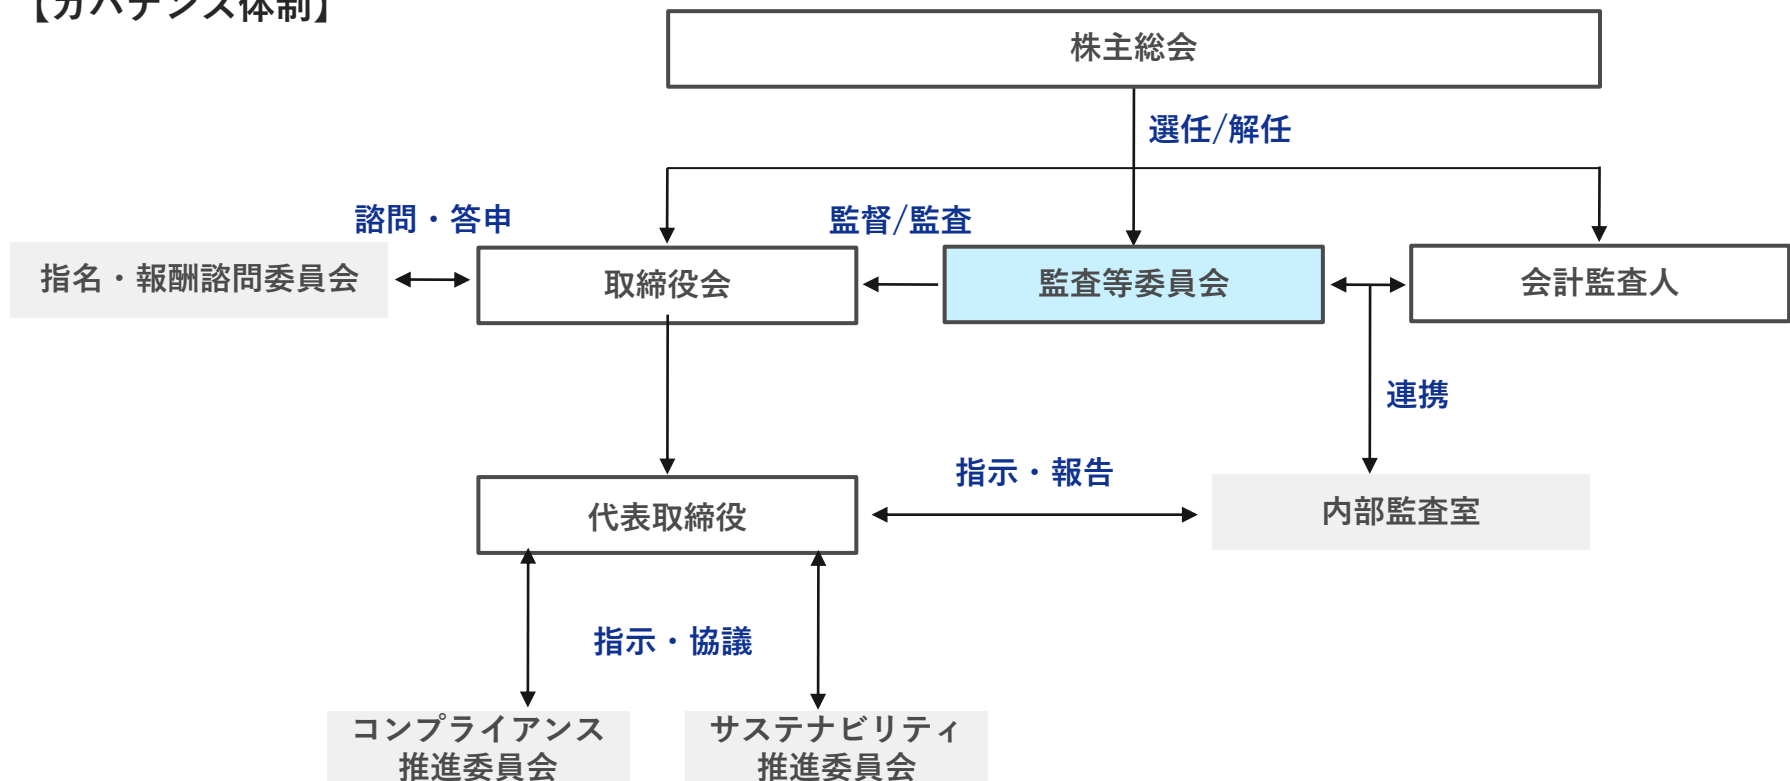 【ガバナンス体制】
株主総会
選任/解任
諮問・答申
監督/監査
指名・報酬諮問委員会
取締役会
監査等委員会
会計監査人
連携
指示・報告
代表取締役
内部監査室
指示・協議
コンプライアンス
推進委員会
サステナビリティ
推進委員会